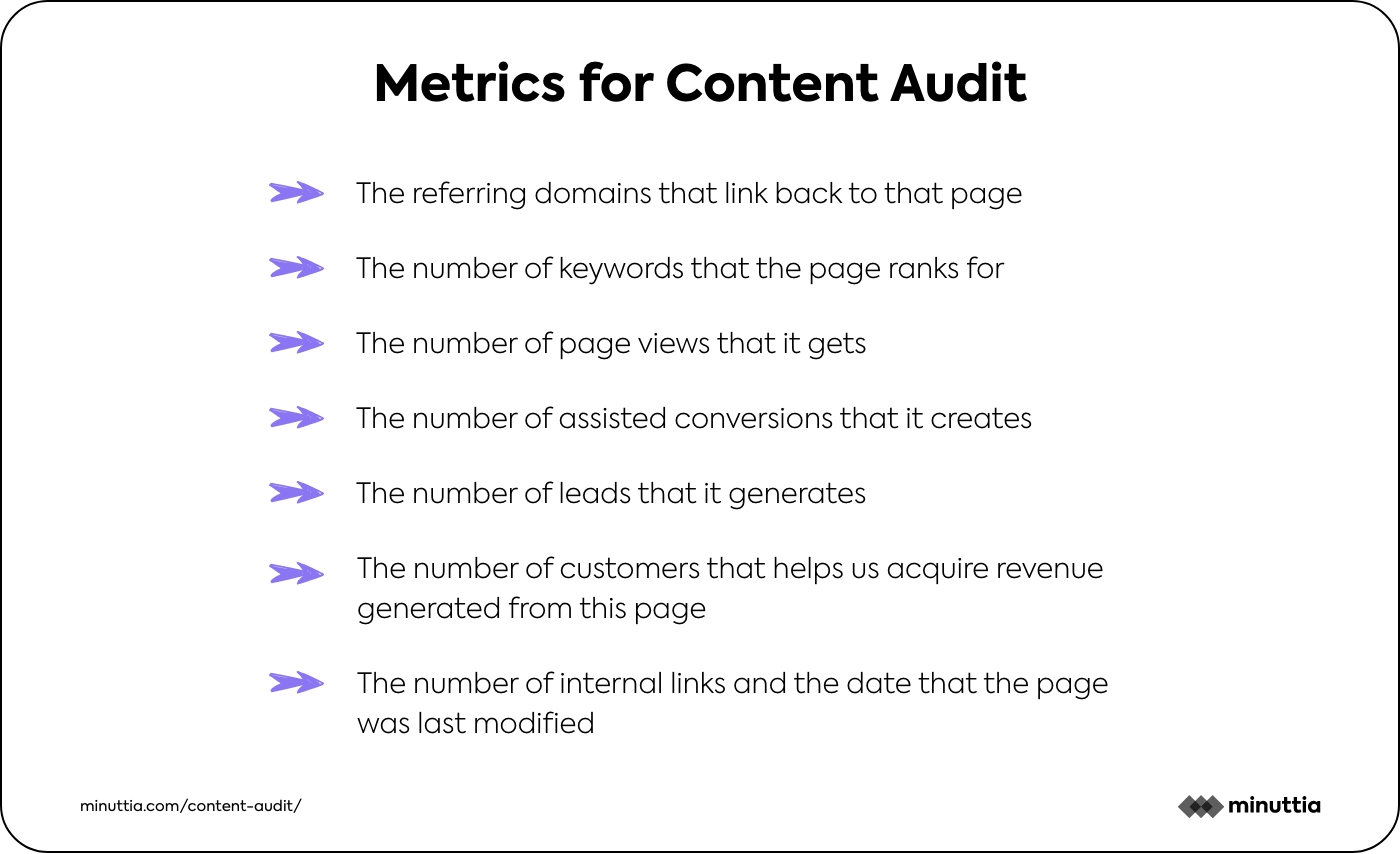 Metrics for Content Audit
The referring domains that link back to that page
The number of keywords that the page ranks for
The number of page views that it gets
The number of assisted conversions that it creates
The number of leads that it generates
The number of customers that helps us acquire revenue
generated from this page
The number of internal links and the date that the page
was last modified
minuttia.com/content-audit/
minuttia